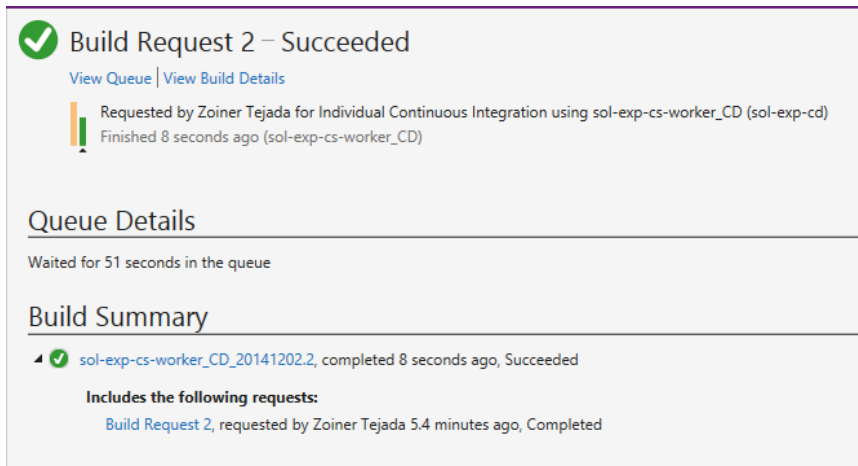 Build Request 2 – Succeeded
View Queue | View Build Details
Requested by Zoiner Tejada for Individual Continuous Integration using sol-exp-cs-worker_CD (sol-exp-cd)
Finished 8 seconds ago (sol-exp-cs-worker_CD)
Queue Details
Waited for 51 seconds in the queue
Build Summary
sol-exp-cs-worker_CD_20141202.2, completed 8 seconds ago, Succeeded
Includes the following requests:
Build Request 2, requested by Zoiner Tejada 5.4 minutes ago, Completed